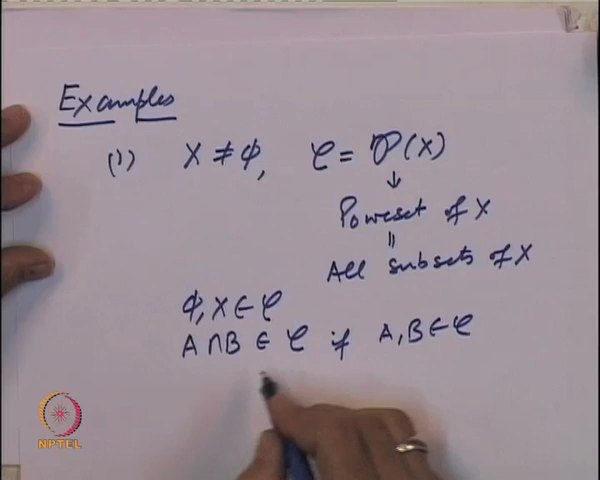 Examples
(1) X ≠ ϕ, 𝒞 = 𝒫(X)
↓
Powerset of X
=
All subsets of X
ϕ, X ∈ 𝒞
A ∩ B ∈ 𝒞 if A, B ∈ 𝒞
NPTEL